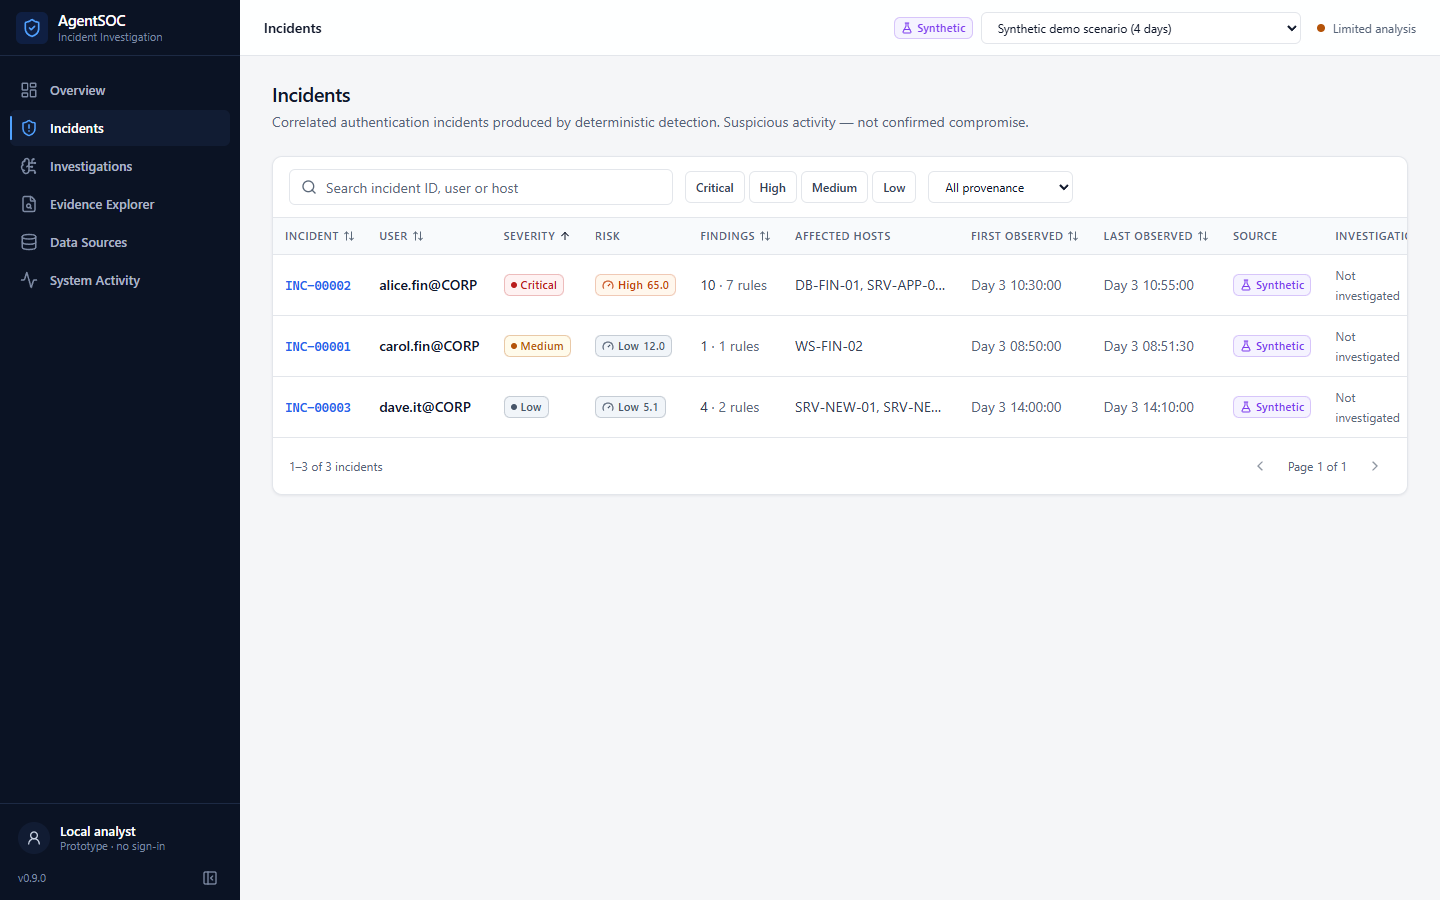 AgentSOC
Incident Investigation
Overview
Incidents
Investigations
Evidence Explorer
Data Sources
System Activity
Local analyst
Prototype · no sign-in
v0.9.0
Incidents
Synthetic
Synthetic demo scenario (4 days)
Limited analysis
Incidents
Correlated authentication incidents produced by deterministic detection. Suspicious activity — not confirmed compromise.
Search incident ID, user or host
Critical High Medium Low
All provenance
INCIDENT USER SEVERITY RISK FINDINGS AFFECTED HOSTS FIRST OBSERVED LAST OBSERVED SOURCE INVESTIGATIO
INC-00002 alice.fin@CORP Critical High 65.0 10 · 7 rules DB-FIN-01, SRV-APP-0... Day 3 10:30:00 Day 3 10:55:00 Synthetic Not investigated
INC-00001 carol.fin@CORP Medium Low 12.0 1 · 1 rules WS-FIN-02 Day 3 08:50:00 Day 3 08:51:30 Synthetic Not investigated
INC-00003 dave.it@CORP Low Low 5.1 4 · 2 rules SRV-NEW-01, SRV-NE... Day 3 14:00:00 Day 3 14:10:00 Synthetic Not investigated
1–3 of 3 incidents
Page 1 of 1